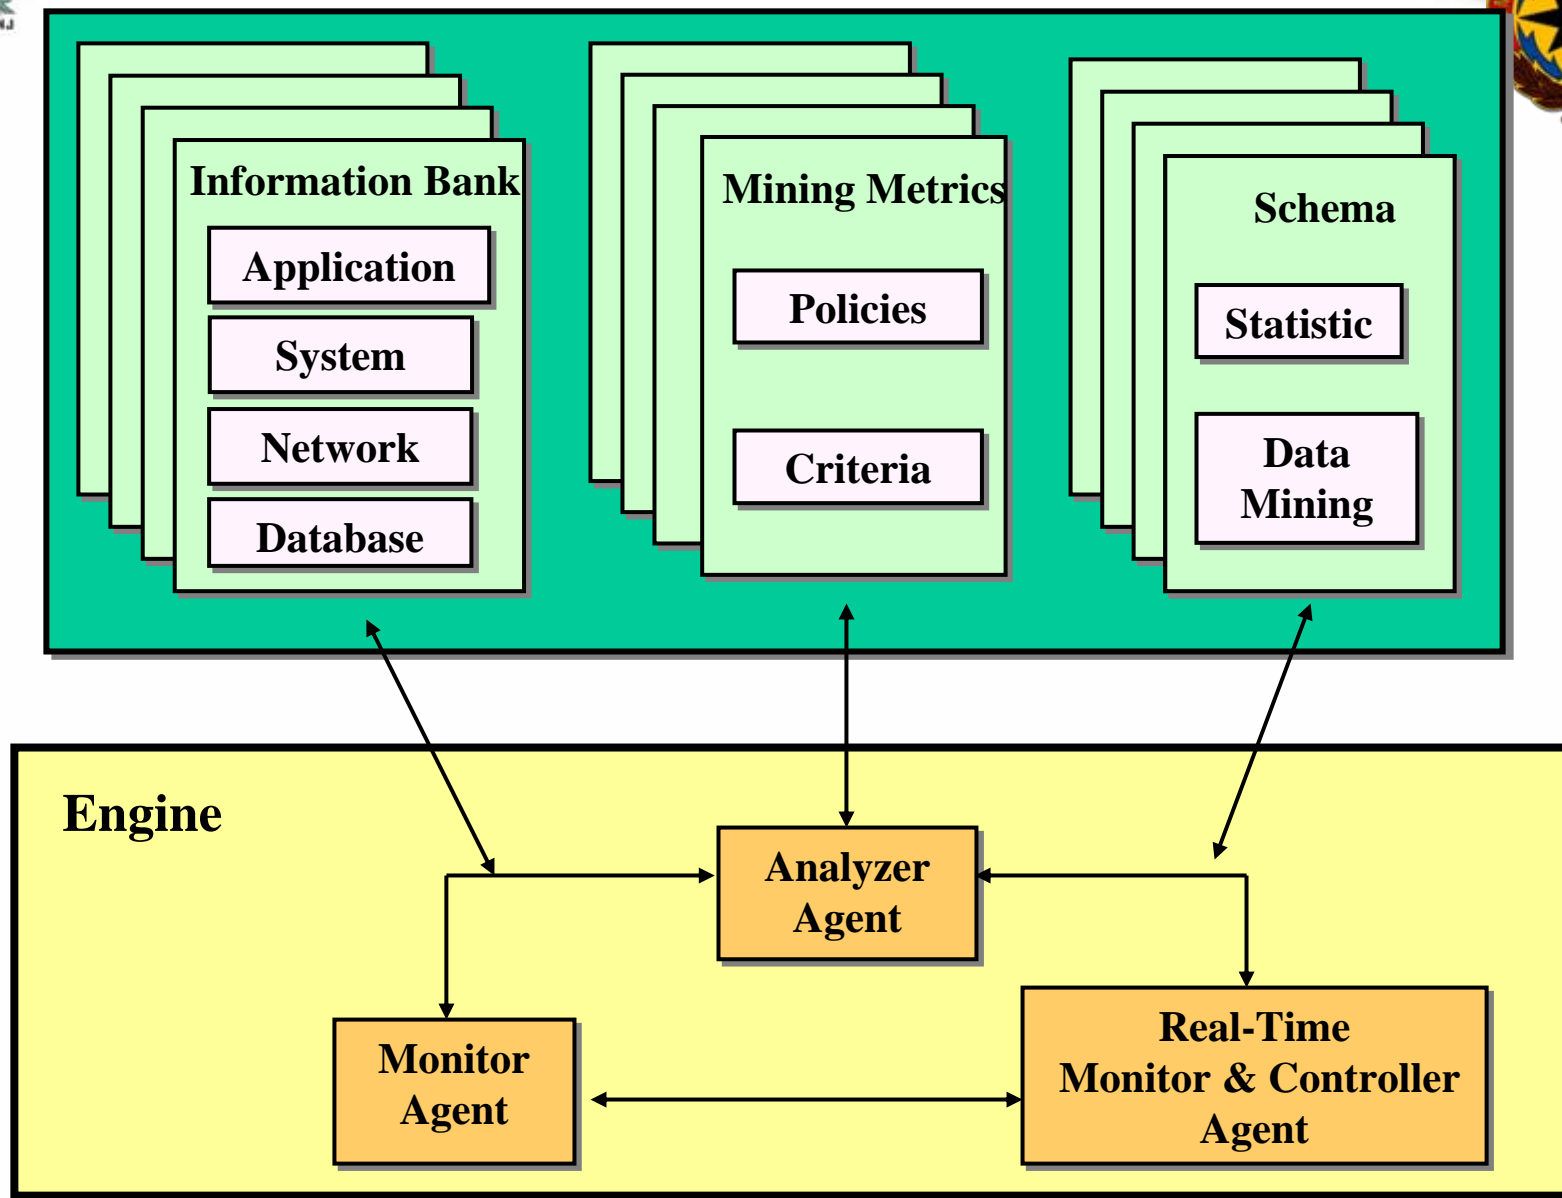 Information Bank
Application
System
Network
Database
Mining Metrics
Policies
Criteria
Schema
Statistic
Data
Mining
Engine
Analyzer
Agent
Monitor
Agent
Real-Time
Monitor & Controller
Agent